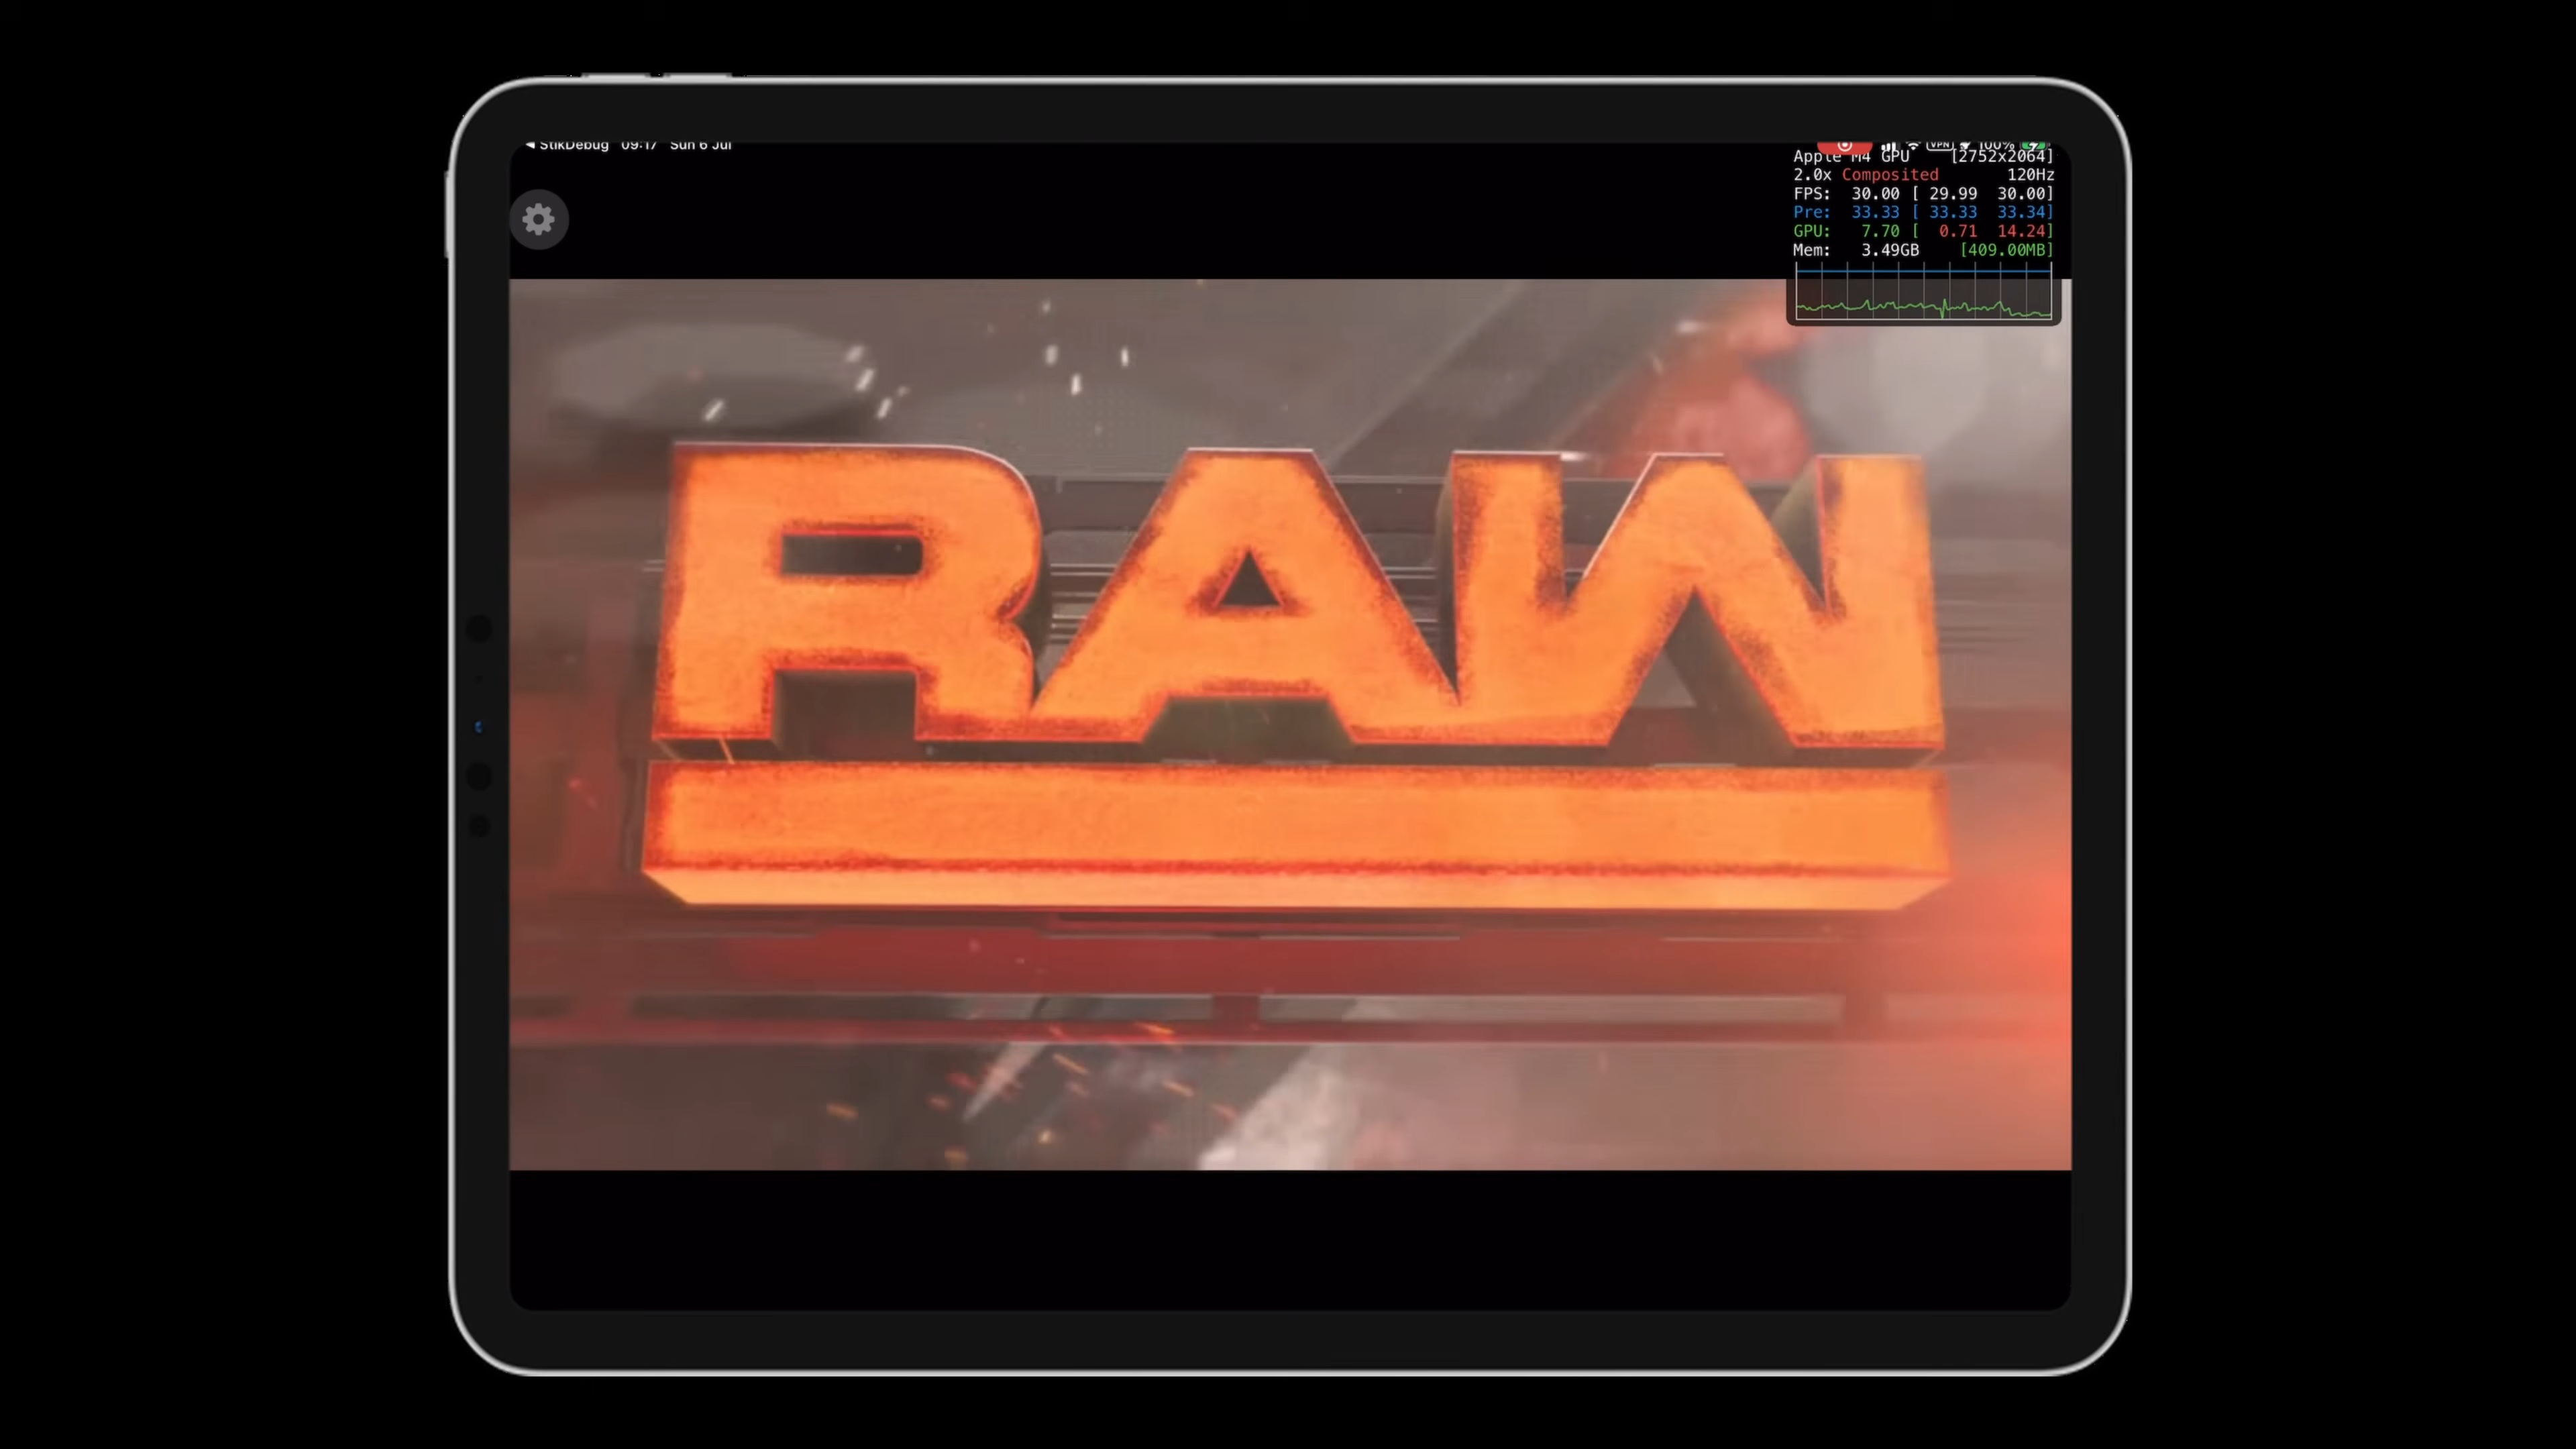 ◄ StikDebug 09:17 Sun 6 Jul
VPN 100%
Apple M4 GPU [2752x2064]
2.0x Composited 120Hz
FPS: 30.00 [ 29.99 30.00]
Pre: 33.33 [ 33.33 33.34]
GPU: 7.70 [ 0.71 14.24]
Mem: 3.49GB [409.00MB]
RAW